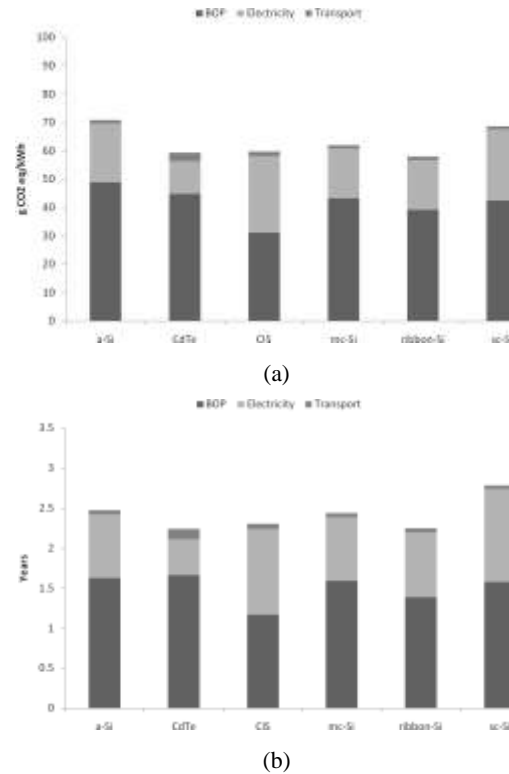 BOP Electricity Transport
100
90
80
70
60
50
40
30
20
10
0
g CO2 eq/kWh
a-Si CdTe CIS mc-Si ribbon-Si sc-S
(a)
BOP Electricity Transport
3.5
3
2.5
2
1.5
1
0.5
0
Years
a-Si CdTe CIS mc-Si ribbon-Si sc-S
(b)